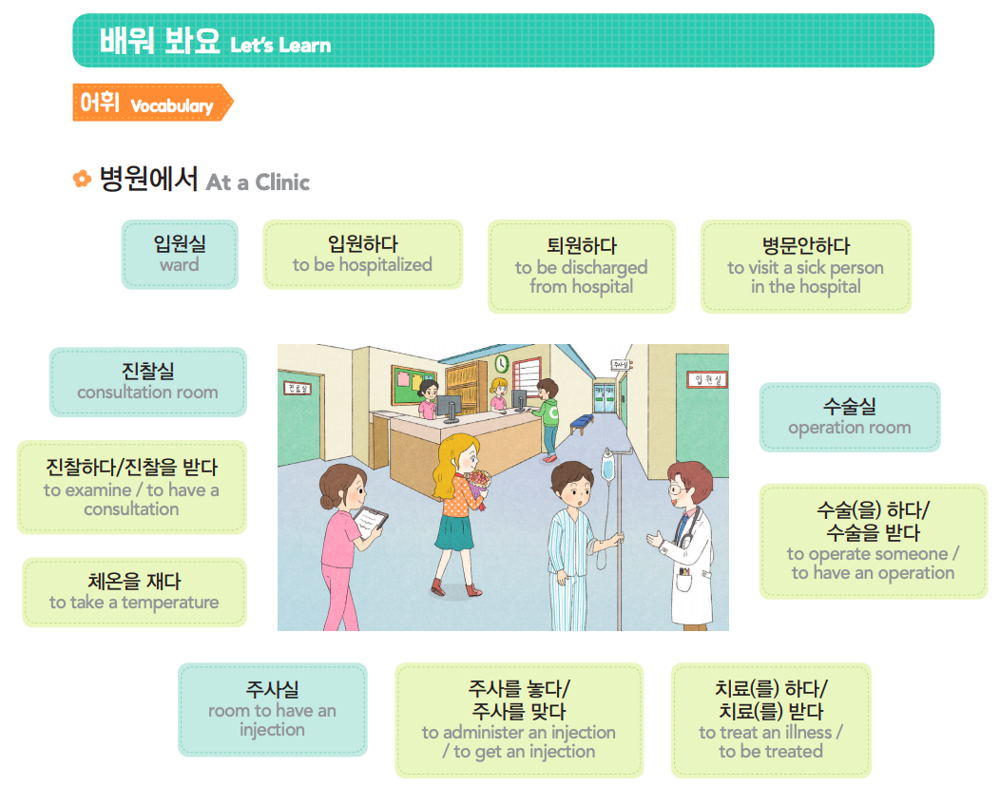 배워 봐요 Let's Learn
어휘 Vocabulary
병원에서 At a Clinic
입원실
ward
입원하다
to be hospitalized
퇴원하다
to be discharged
from hospital
병문안하다
to visit a sick person
in the hospital
진찰실
consultation room
진찰하다/진찰을 받다
to examine / to have a
consultation
체온을 재다
to take a temperature
진료실
주사실
입원실
수술실
operation room
수술(을) 하다/
수술을 받다
to operate someone /
to have an operation
주사실
room to have an
injection
주사를 놓다/
주사를 맞다
to administer an injection
/ to get an injection
치료(를) 하다/
치료(를) 받다
to treat an illness /
to be treated